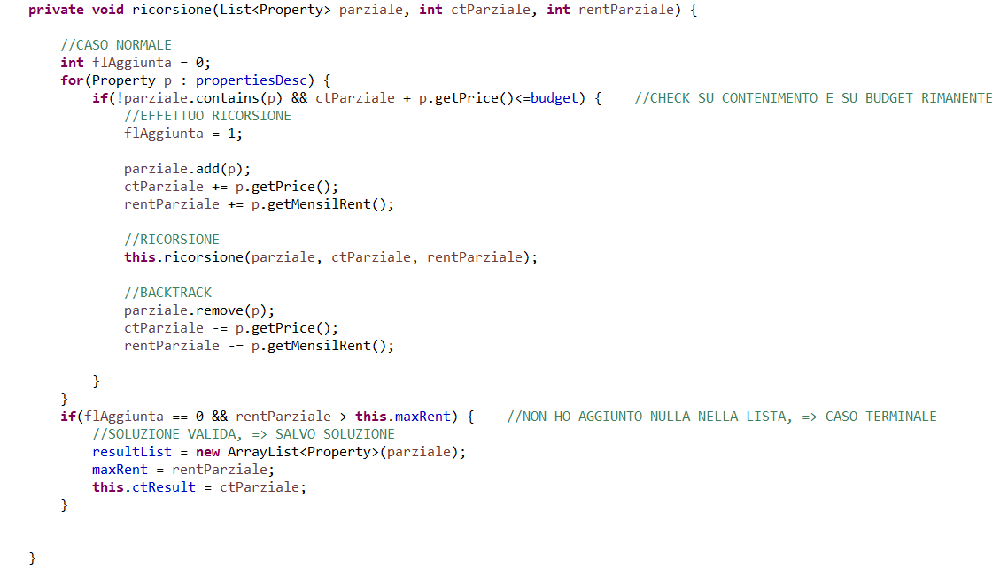 private void ricorsione(List<Property> parziale, int ctParziale, int rentParziale) {
//CASO NORMALE
int flAggiunta = 0;
for(Property p : propertiesDesc) {
if(!parziale.contains(p) && ctParziale + p.getPrice()<=budget) { //CHECK SU CONTENIMENTO E SU BUDGET RIMANENTE
//EFFETTUO RICORSIONE
flAggiunta = 1;
parziale.add(p);
ctParziale += p.getPrice();
rentParziale += p.getMensilRent();
//RICORSIONE
this.ricorsione(parziale, ctParziale, rentParziale);
//BACKTRACK
parziale.remove(p);
ctParziale -= p.getPrice();
rentParziale -= p.getMensilRent();
}
}
if(flAggiunta == 0 && rentParziale > this.maxRent) { //NON HO AGGIUNTO NULLA NELLA LISTA, => CASO TERMINALE
//SOLUZIONE VALIDA, => SALVO SOLUZIONE
resultList = new ArrayList<Property>(parziale);
maxRent = rentParziale;
this.ctResult = ctParziale;
}
}